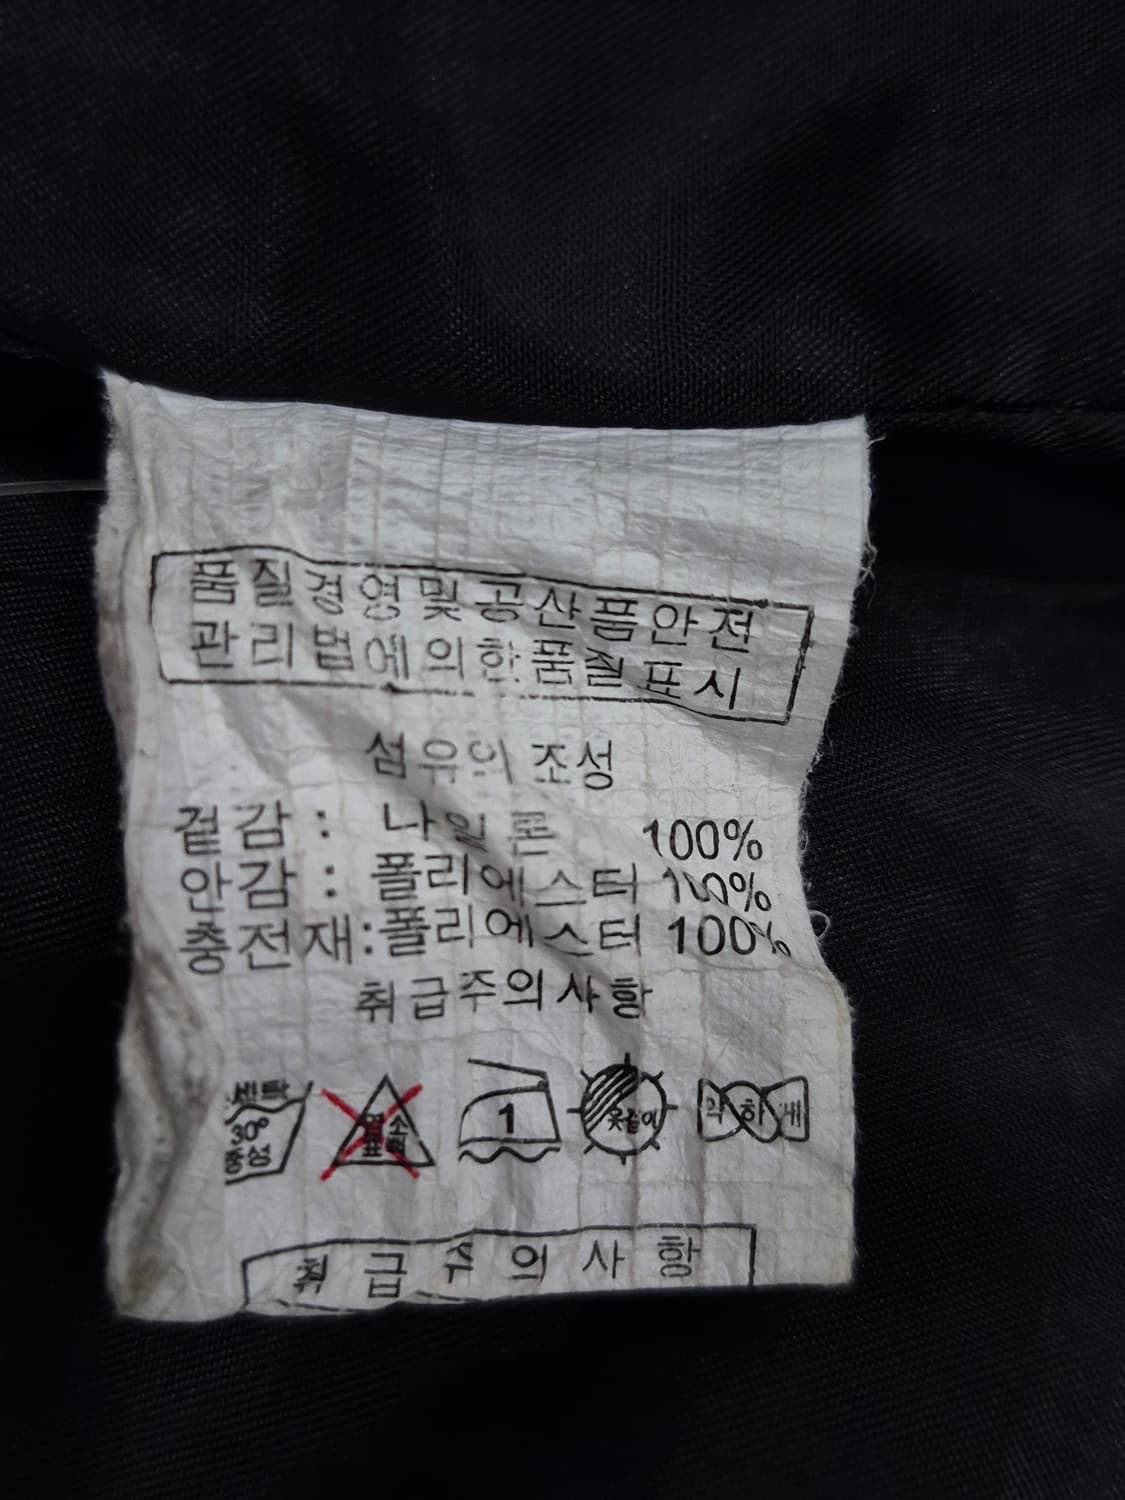 품질경영및공산품안전
관리법에의한품질표시
섬유의 조성
겉감 : 나일론 100%
안감 : 폴리에스터 100%
충전재:폴리에스터 100%
취급주의사항
세탁
30°
중성
염소
표백
1
옷걸이
약하게
취급주의사항